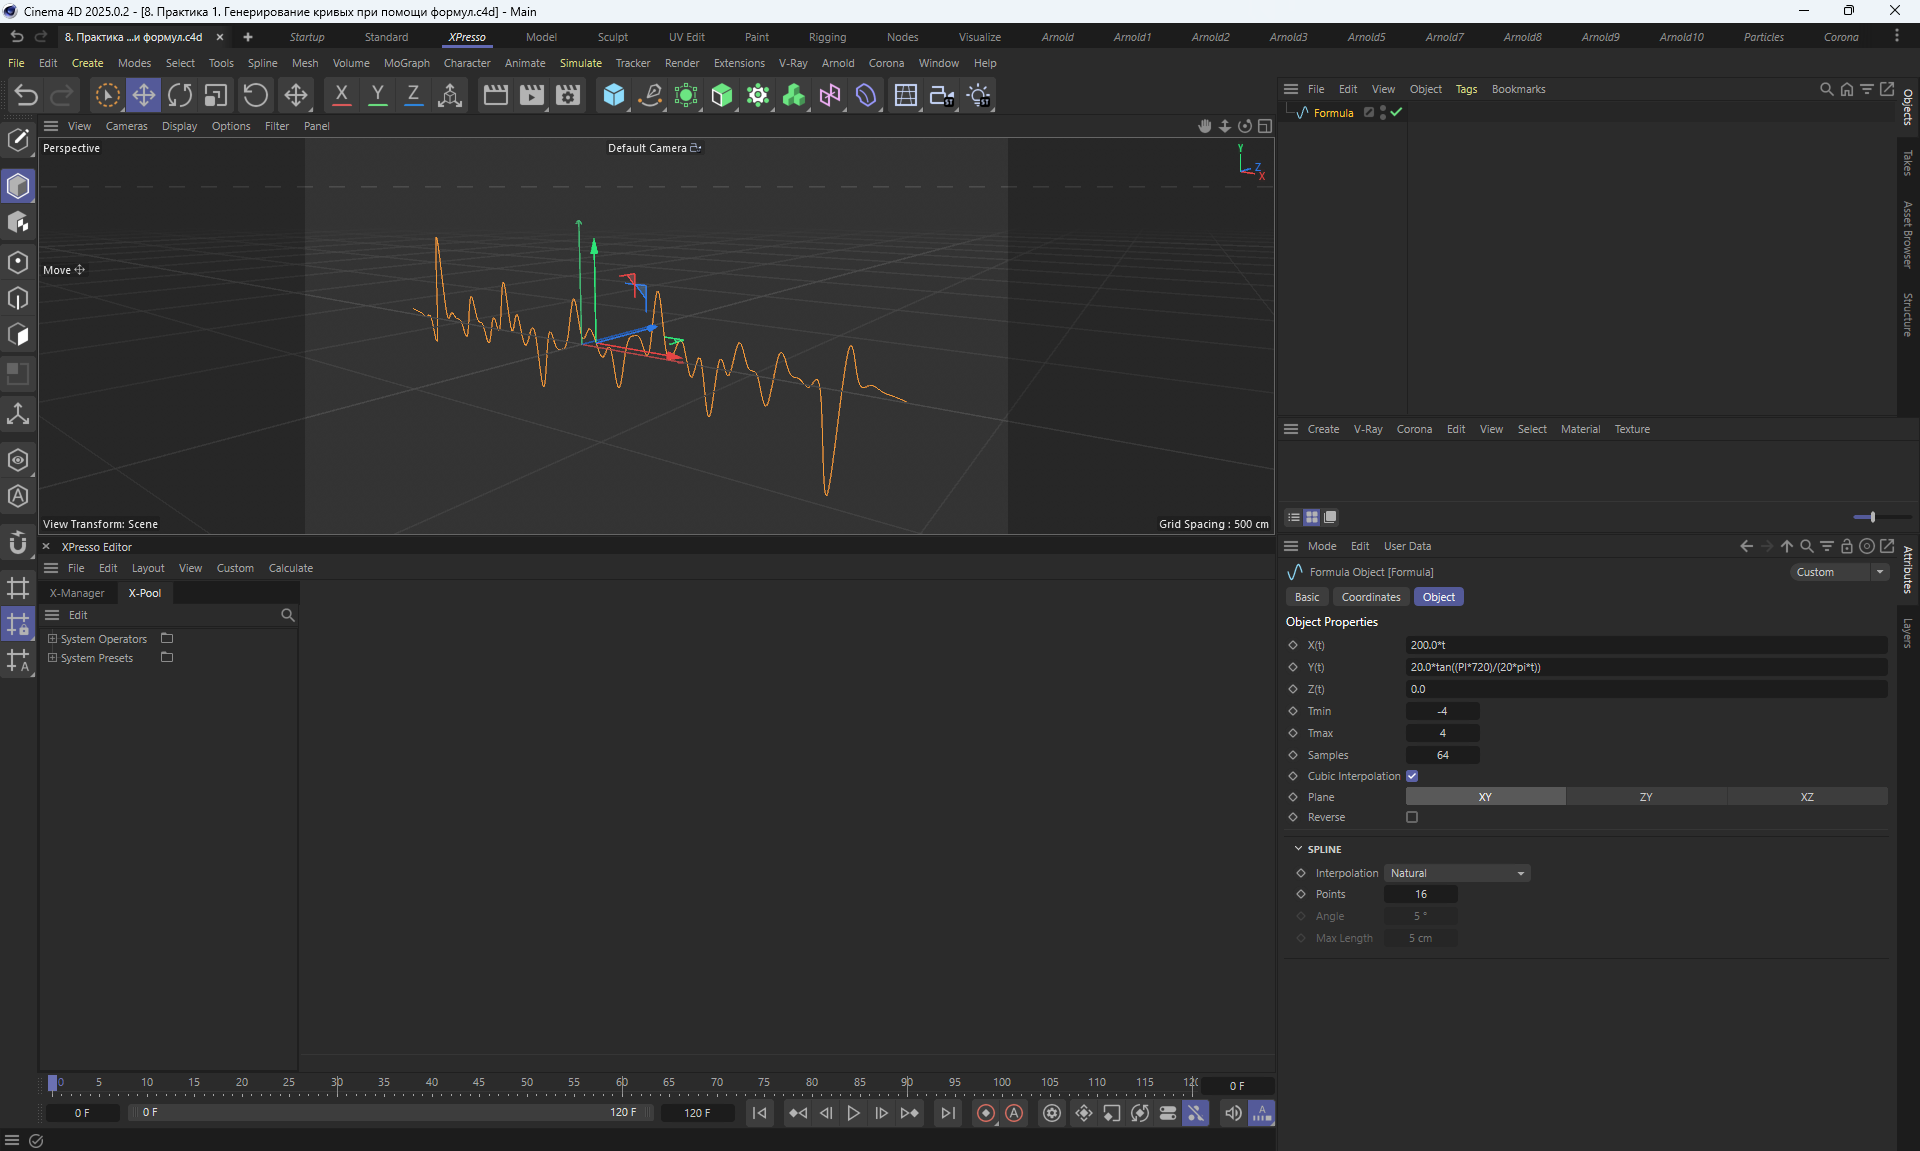 Cinema 4D 2025.0.2 - [8. Практика 1. Генерирование кривых при помощи формул.c4d] - Main
8. Практика ...и формул.c4d × + Startup Standard XPresso Model Sculpt UV Edit Paint Rigging Nodes Visualize Arnold Arnold1 Arnold2 Arnold3 Arnold5 Arnold7 Arnold8 Arnold9 Arnold10 Particles Corona
File Edit Create Modes Select Tools Spline Mesh Volume MoGraph Character Animate Simulate Tracker Render Extensions V-Ray Arnold Corona Window Help
X Y Z
ST ST
File Edit View Object Tags Bookmarks
Formula
Objects
Takes
Asset Browser
Structure
View Cameras Display Options Filter Panel
Perspective
Default Camera
Y
Z
X
Move
View Transform: Scene
Grid Spacing : 500 cm
Create V-Ray Corona Edit View Select Material Texture
XPresso Editor
File Edit Layout View Custom Calculate
X-Manager X-Pool
Edit
System Operators
System Presets
Mode Edit User Data
Attributes
Layers
Formula Object [Formula]
Custom
Basic Coordinates Object
Object Properties
X(t) 200.0*t
Y(t) 20.0*tan((PI*720)/(20*pi*t))
Z(t) 0.0
Tmin -4
Tmax 4
Samples 64
Cubic Interpolation
Plane XY ZY XZ
Reverse
SPLINE
Interpolation Natural
Points 16
Angle 5 °
Max Length 5 cm
0 5 10 15 20 25 30 35 40 45 50 55 60 65 70 75 80 85 90 95 100 105 110 115 12 0 F
0 F 0 F 120 F 120 F